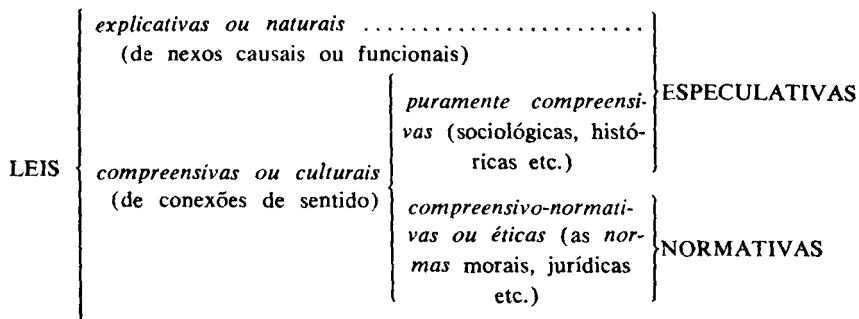 explicativas ou naturais ........................
(de nexos causais ou funcionais)
puramente compreensi-
vas (sociológicas, histó-
ricas etc.)
ESPECULATIVAS
LEIS
compreensivas ou culturais
(de conexões de sentido)
compreensivo-normati-
vas ou éticas (as nor-
mas morais, jurídicas
etc.)
NORMATIVAS